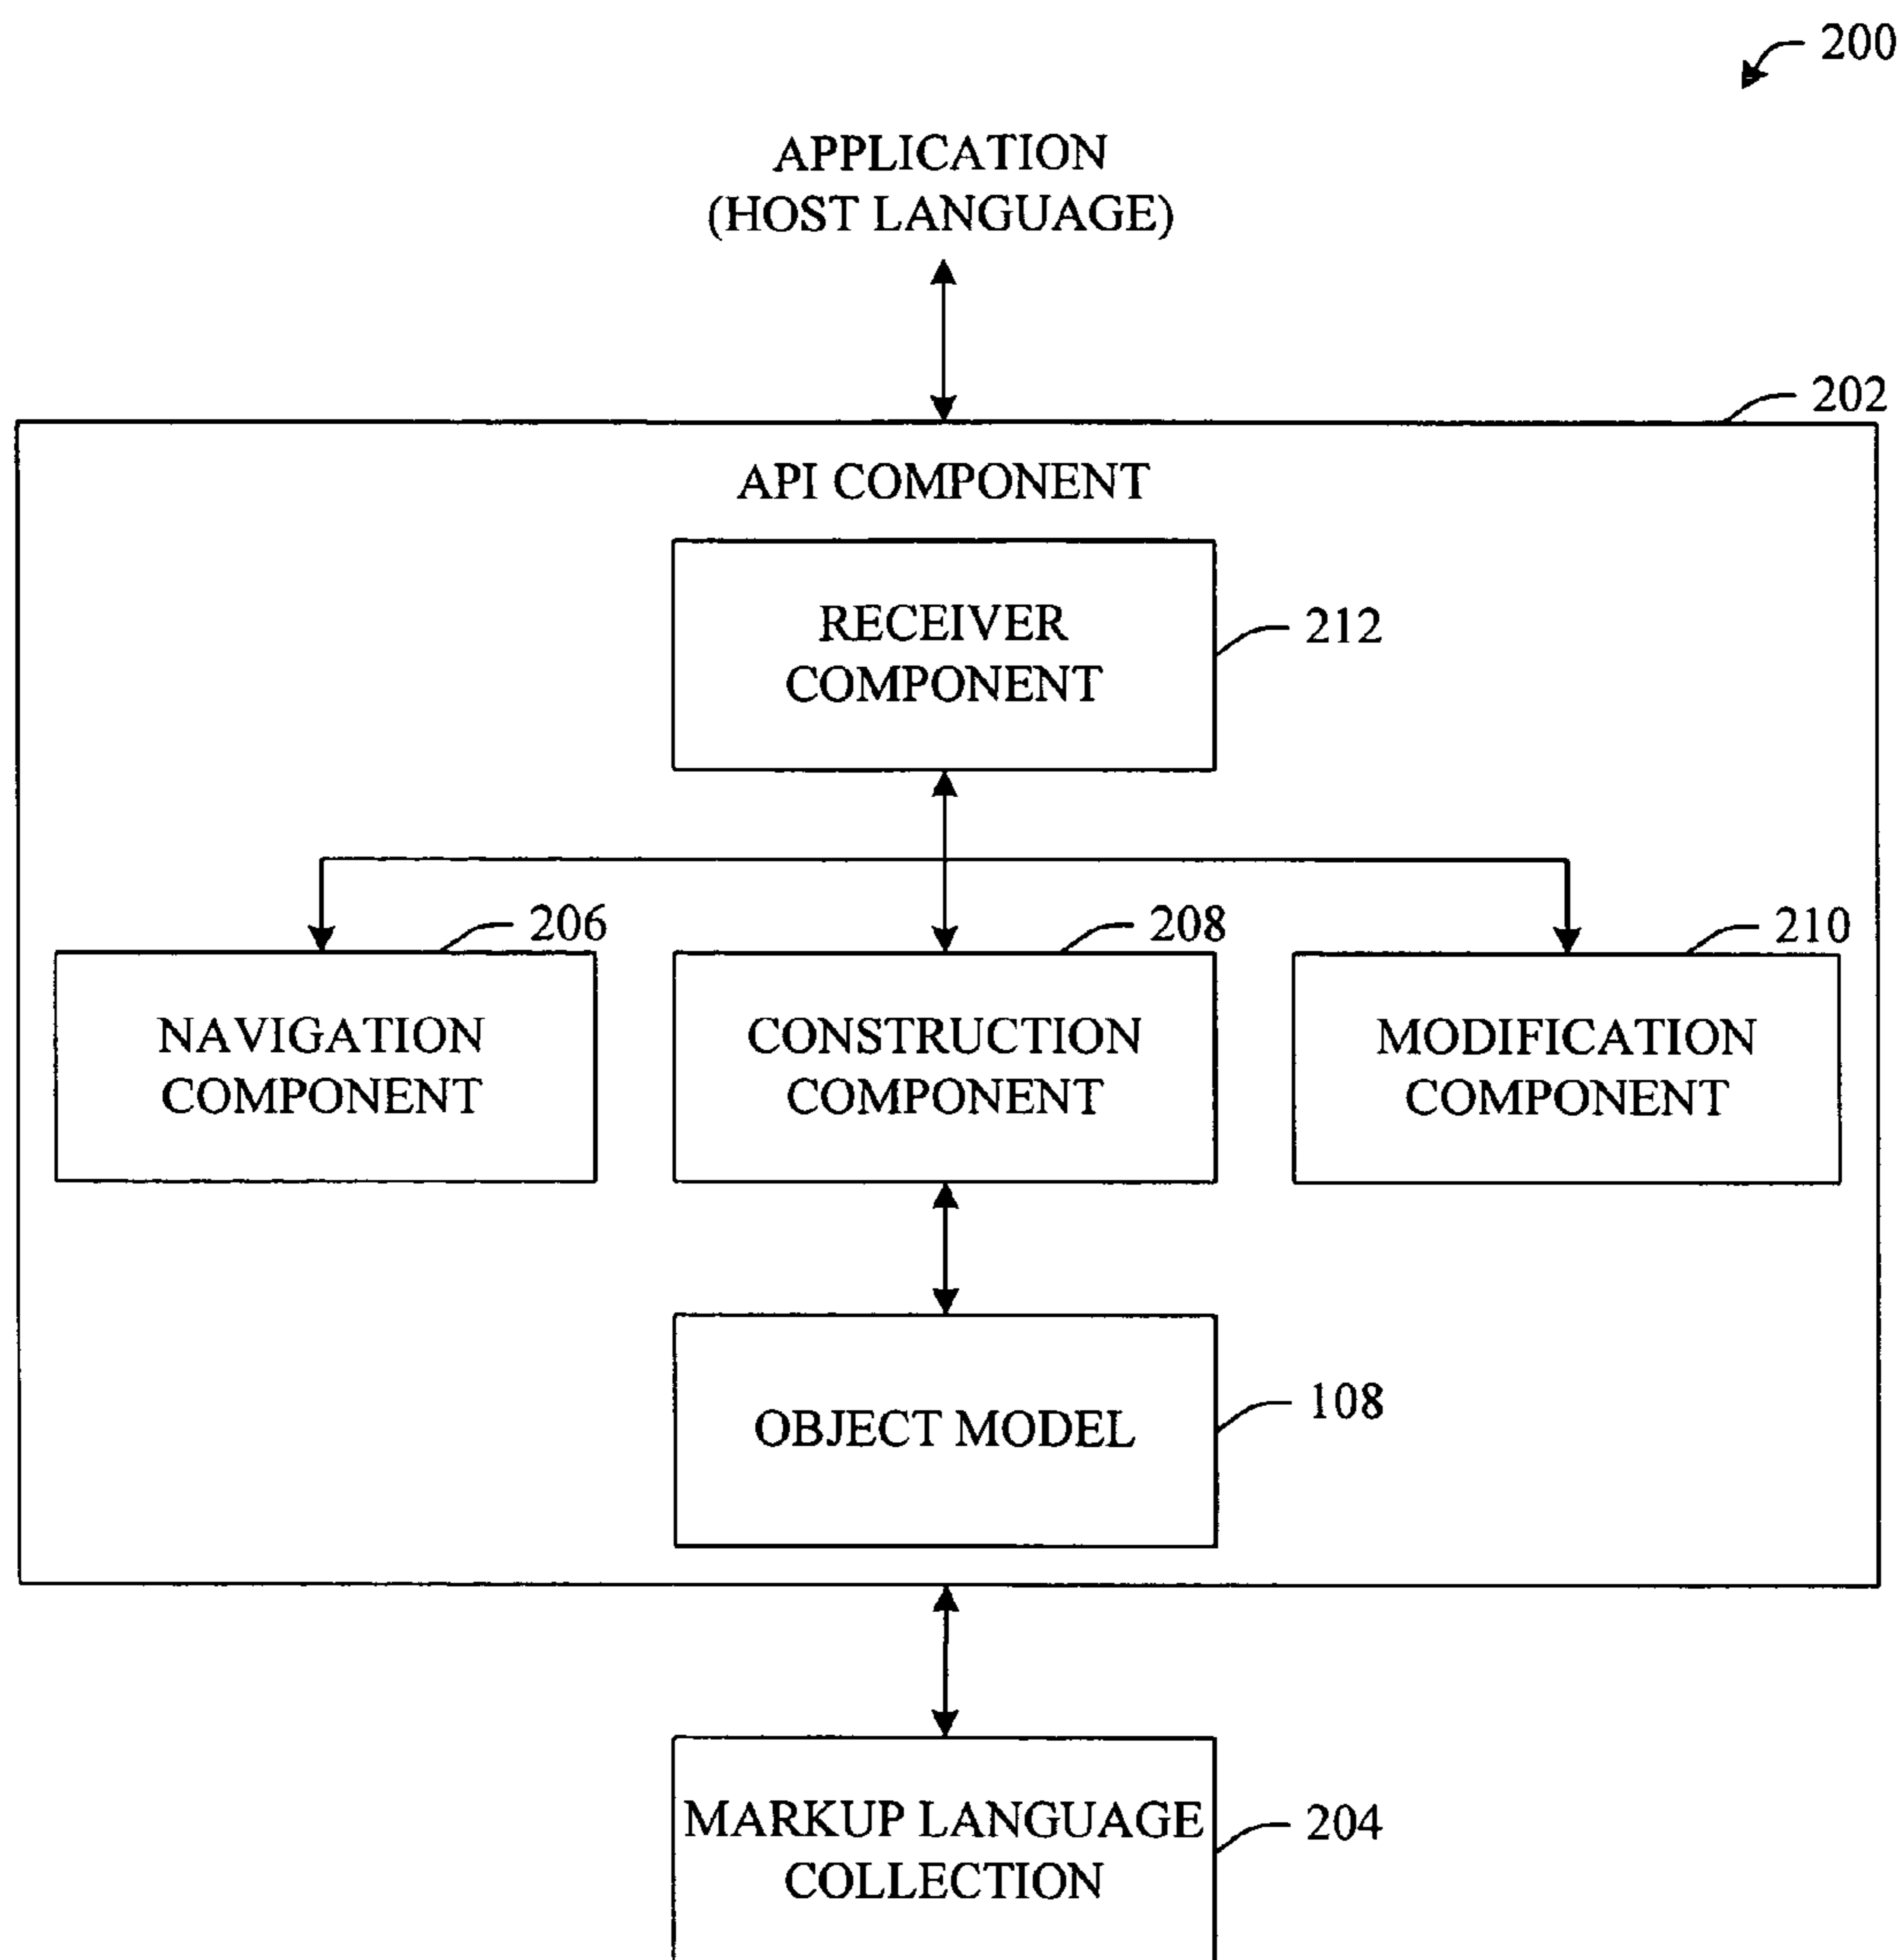 200
APPLICATION
(HOST LANGUAGE)
202
API COMPONENT
RECEIVER
COMPONENT
212
206
208
210
NAVIGATION
COMPONENT
CONSTRUCTION
COMPONENT
MODIFICATION
COMPONENT
OBJECT MODEL
108
MARKUP LANGUAGE
COLLECTION
204